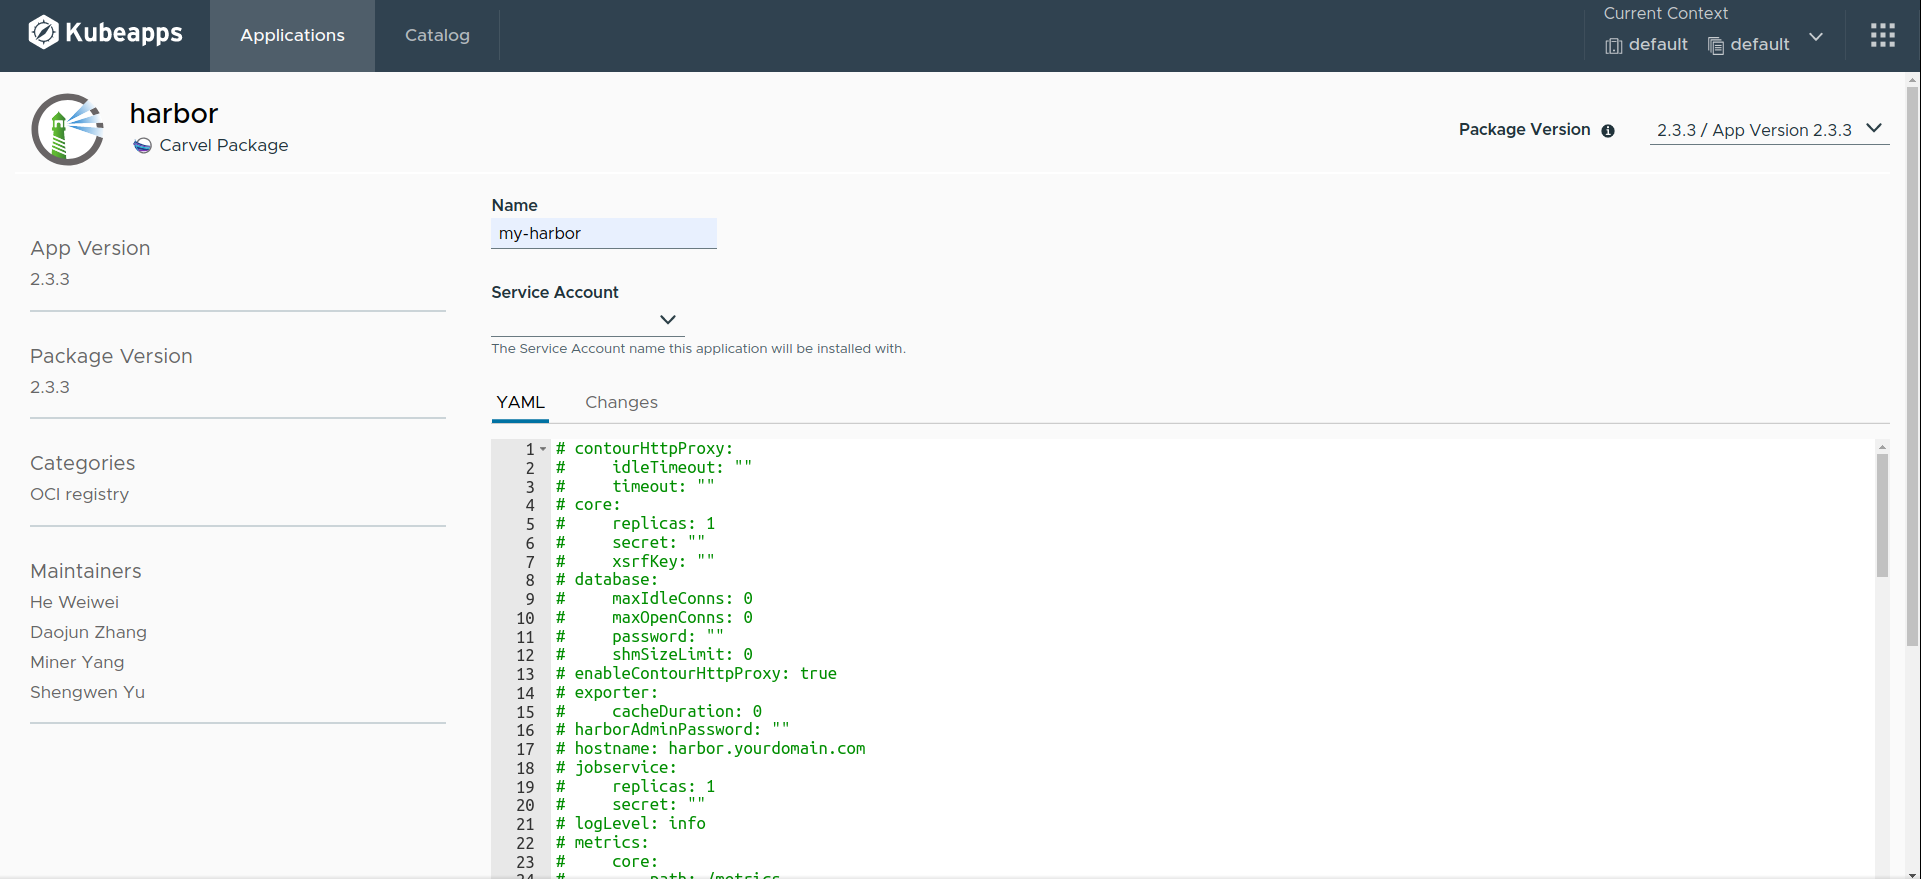 Kubeapps
Applications
Catalog
Current Context
default default
harbor
Carvel Package
Package Version
2.3.3 / App Version 2.3.3
App Version
2.3.3
Package Version
2.3.3
Categories
OCI registry
Maintainers
He Weiwei
Daojun Zhang
Miner Yang
Shengwen Yu
Name
my-harbor
Service Account
The Service Account name this application will be installed with.
YAML Changes
1 # contourHttpProxy:
2 #     idleTimeout: ""
3 #     timeout: ""
4 # core:
5 #     replicas: 1
6 #     secret: ""
7 #     xsrfKey: ""
8 # database:
9 #     maxIdleConns: 0
10 #     maxOpenConns: 0
11 #     password: ""
12 #     shmSizeLimit: 0
13 # enableContourHttpProxy: true
14 # exporter:
15 #     cacheDuration: 0
16 # harborAdminPassword: ""
17 # hostname: harbor.yourdomain.com
18 # jobservice:
19 #     replicas: 1
20 #     secret: ""
21 # logLevel: info
22 # metrics:
23 #     core:
24 #         path: /metrics